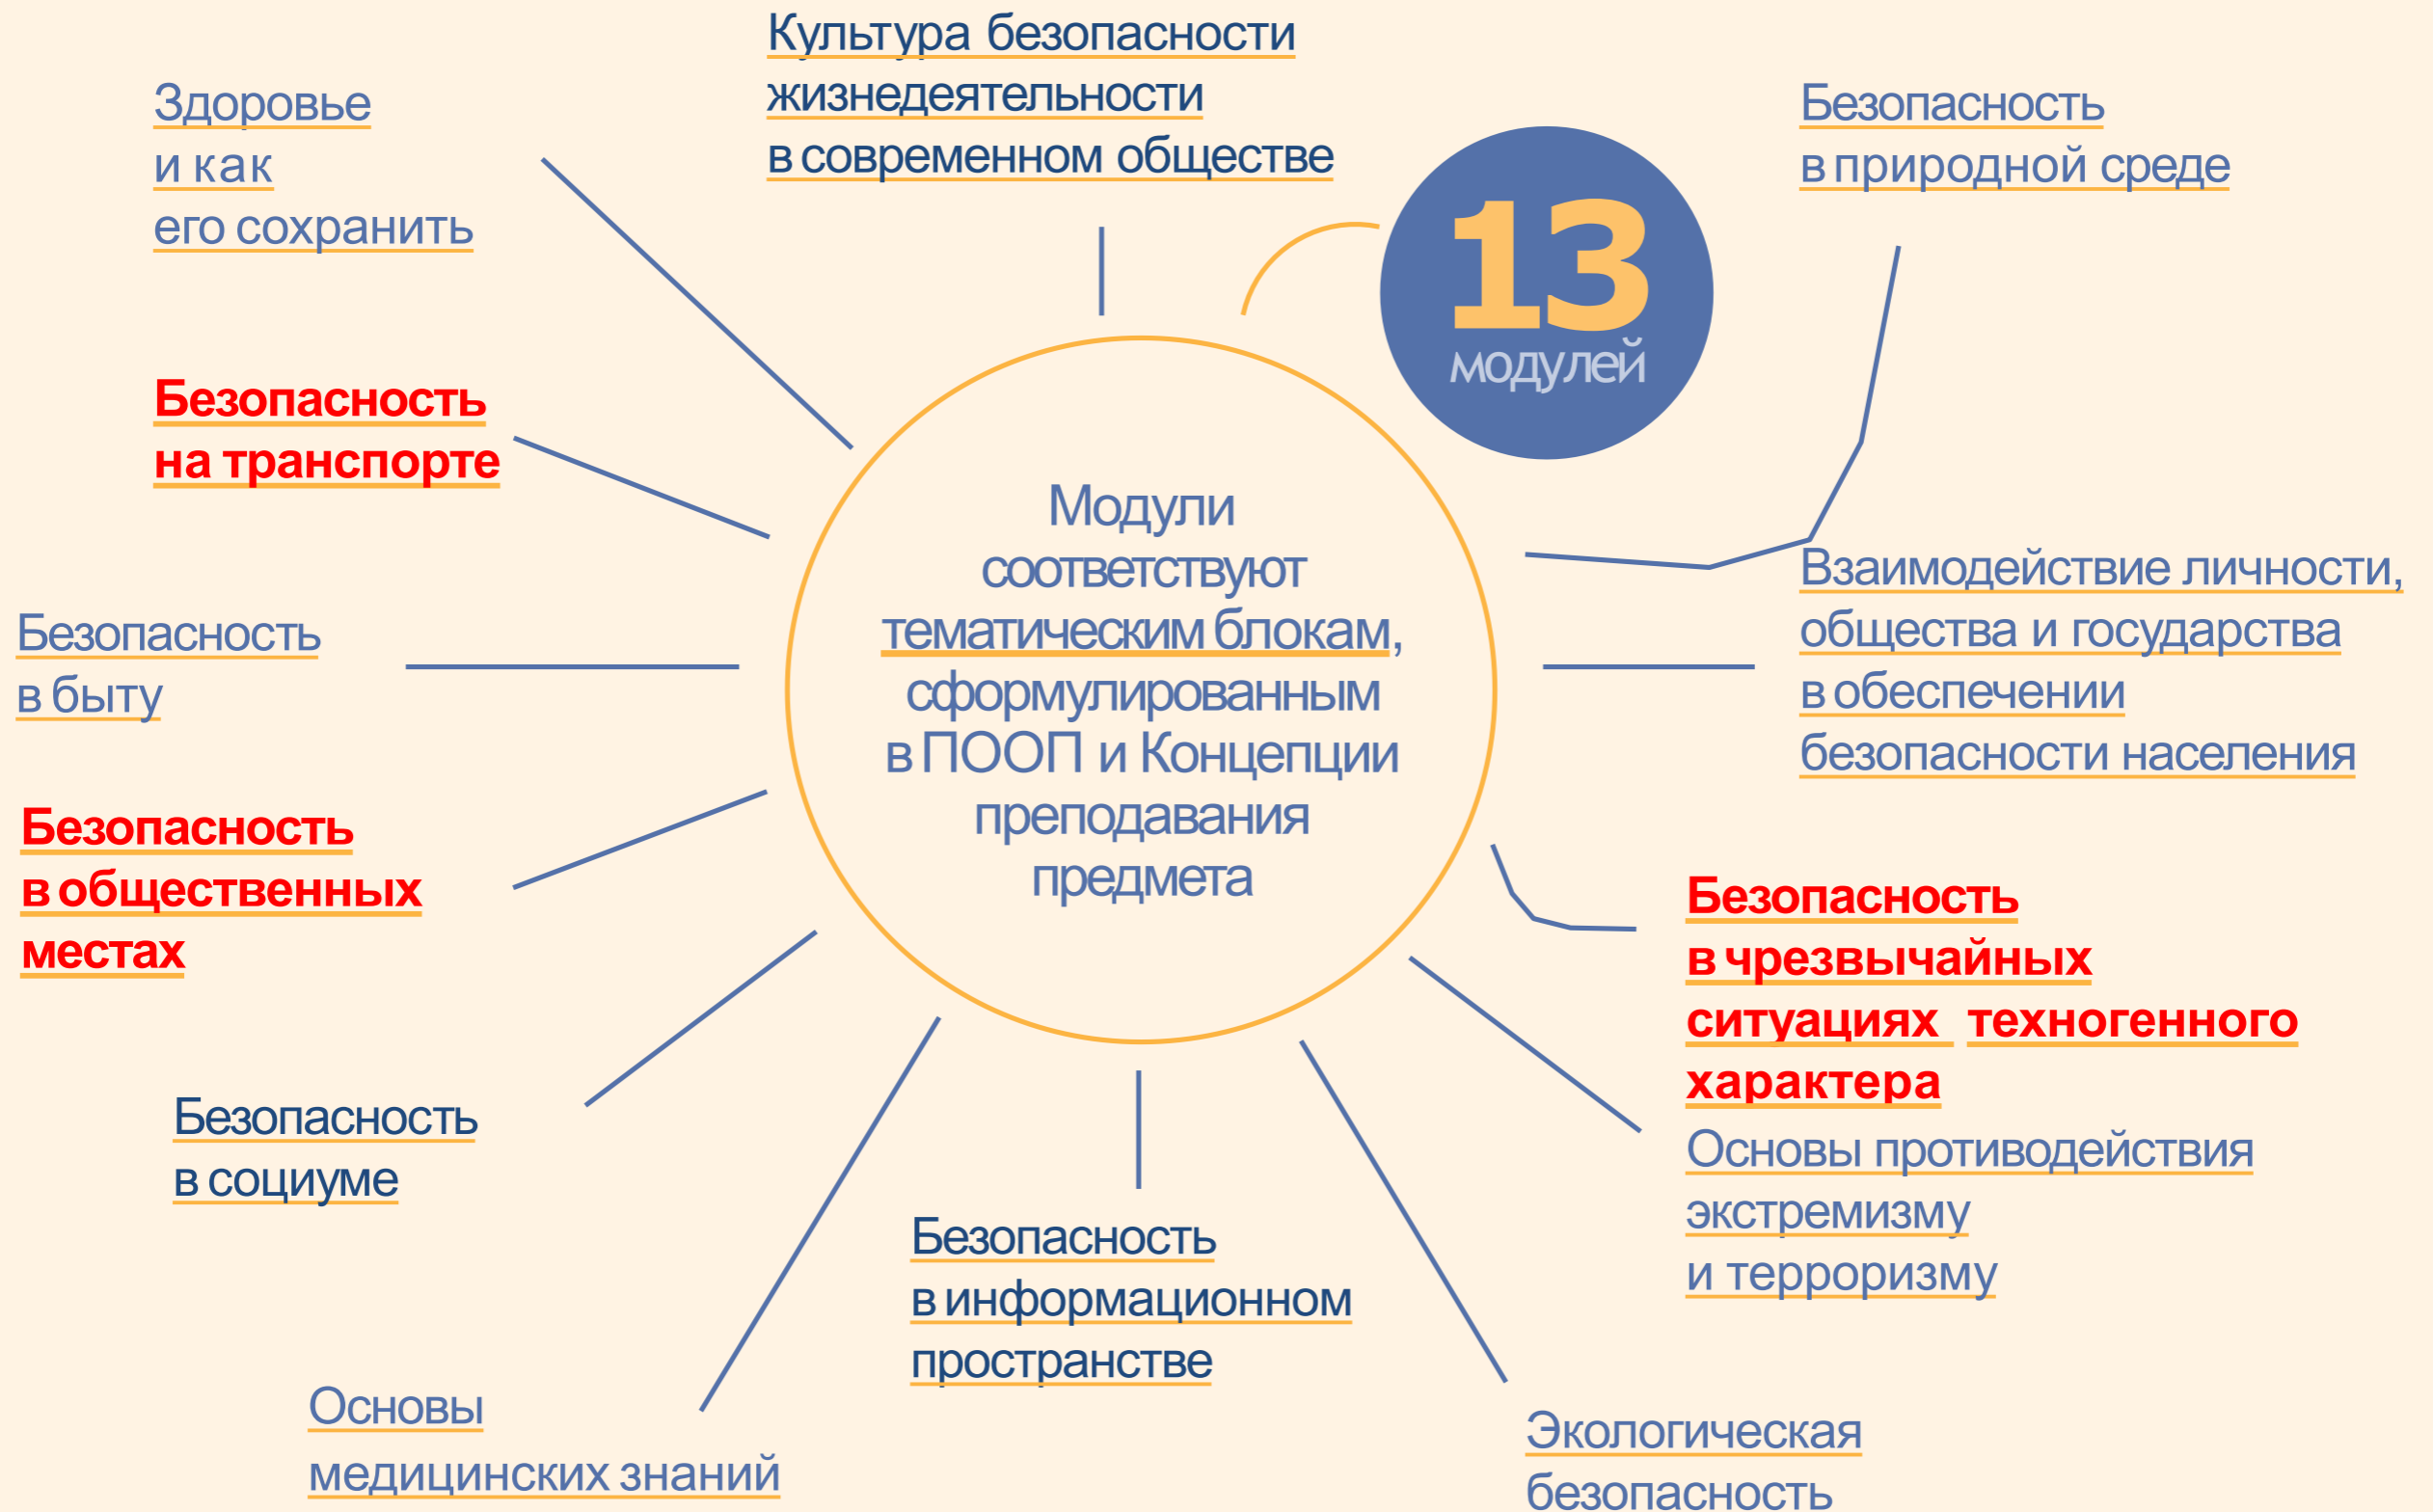 Культура безопасности
жизнедеятельности
в современном обществе
Здоровье
и как
его сохранить
Безопасность
в природной среде
13
модулей
Безопасность
на транспорте
Модули
соответствуют
тематическим блокам,
сформулированным
в ПООП и Концепции
преподавания
предмета
Взаимодействие личности,
общества и государства
в обеспечении
безопасности населения
Безопасность
в быту
Безопасность
в общественных
местах
Безопасность
в чрезвычайных
ситуациях техногенного
характера
Безопасность
в социуме
Основы противодействия
экстремизму
и терроризму
Безопасность
в информационном
пространстве
Основы
медицинских знаний
Экологическая
безопасность